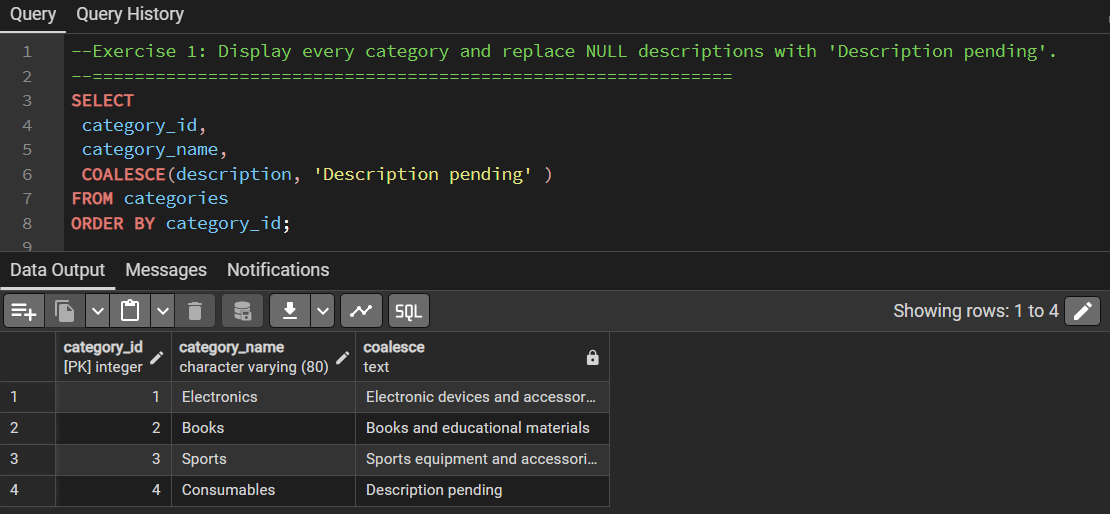 Query Query History
1 --Exercise 1: Display every category and replace NULL descriptions with 'Description pending'.
2 --=============================================================
3 SELECT
4 category_id,
5 category_name,
6 COALESCE(description, 'Description pending' )
7 FROM categories
8 ORDER BY category_id;
9
Data Output Messages Notifications
SQL Showing rows: 1 to 4
category_id category_name coalesce
[PK] integer character varying (80) text
1 1 Electronics Electronic devices and accessor...
2 2 Books Books and educational materials
3 3 Sports Sports equipment and accessori...
4 4 Consumables Description pending